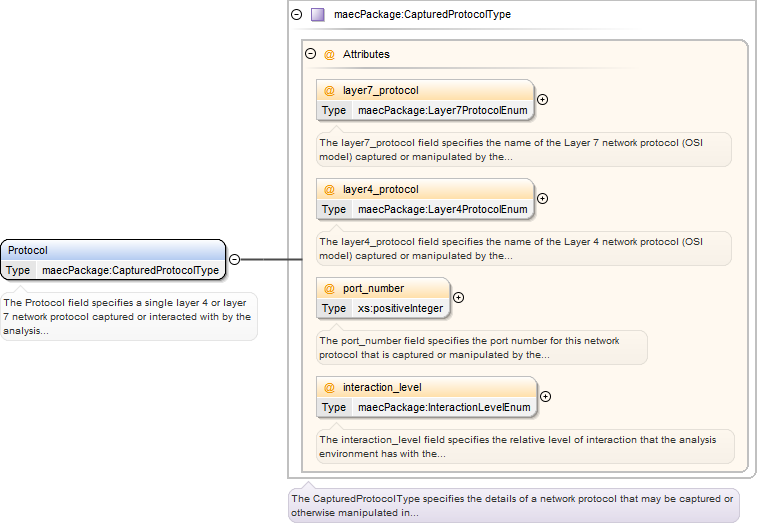 maecPackage:CapturedProtocolType
@ Attributes
@ layer7_protocol
Type maecPackage:Layer7ProtocolEnum
The layer7_protocol field specifies the name of the Layer 7 network protocol (OSI
model) captured or manipulated by the...
@ layer4_protocol
Type maecPackage:Layer4ProtocolEnum
The layer4_protocol field specifies the name of the Layer 4 network protocol (OSI
model) captured or manipulated by the...
Protocol
Type maecPackage:CapturedProtocolType
The Protocol field specifies a single layer 4 or layer
7 network protocol captured or interacted with by the
analysis...
@ port_number
Type xs:positiveInteger
The port_number field specifies the port number for this network
protocol that is captured or manipulated by the...
@ interaction_level
Type maecPackage:InteractionLevelEnum
The interaction_level field specifies the relative level of interaction that the analysis
environment has with the...
The CapturedProtocolType specifies the details of a network protocol that may be captured or
otherwise manipulated in...